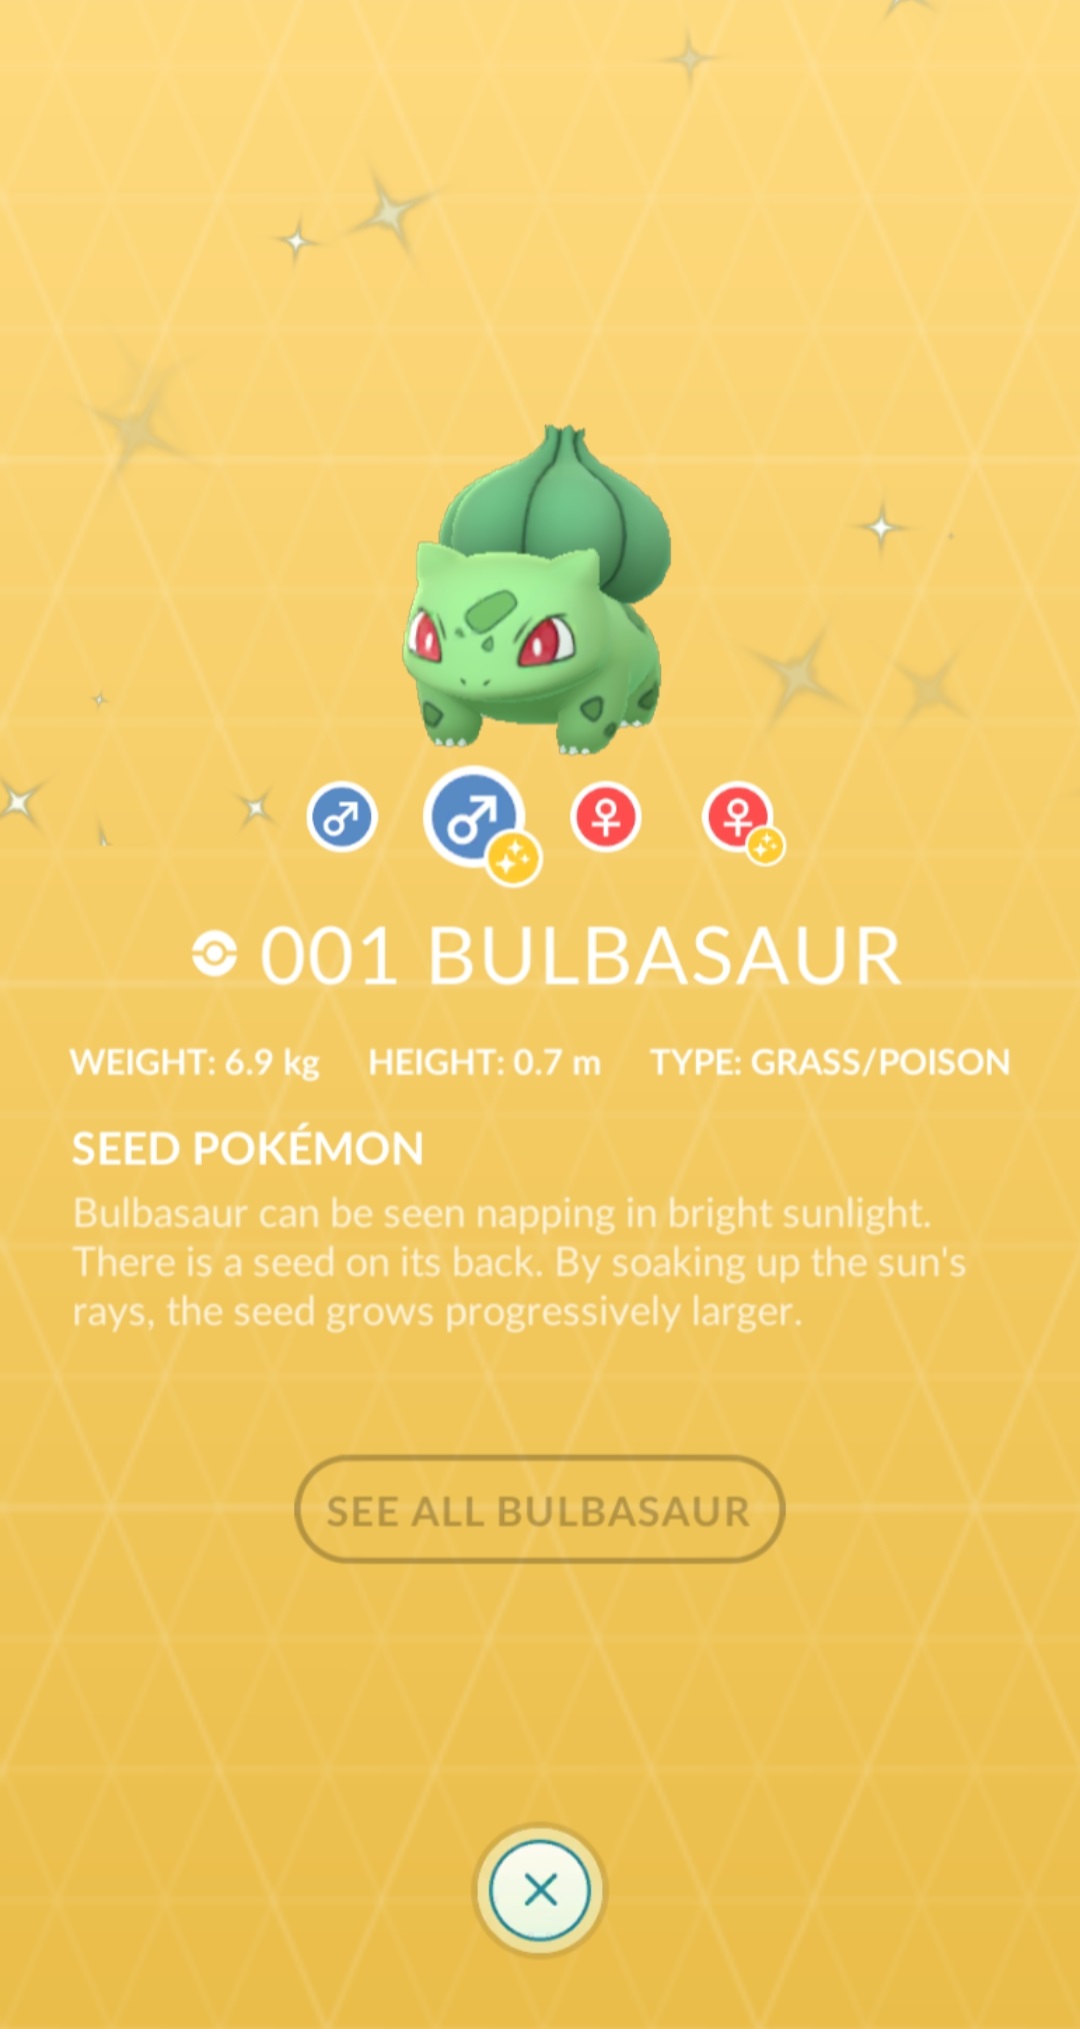 001 BULBASAUR
WEIGHT: 6.9 kg HEIGHT: 0.7 m TYPE: GRASS/POISON
SEED POKÉMON
Bulbasaur can be seen napping in bright sunlight.
There is a seed on its back. By soaking up the sun's
rays, the seed grows progressively larger.
SEE ALL BULBASAUR